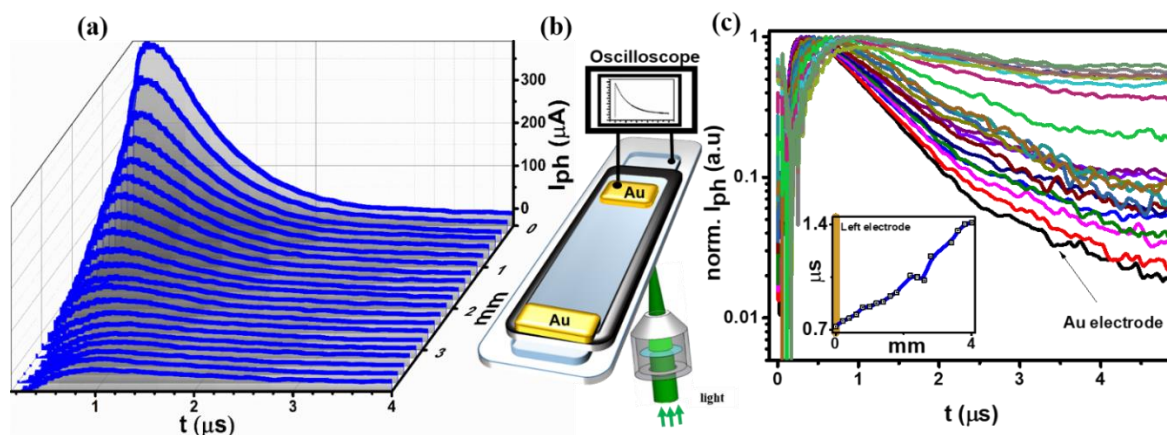 (a)
Iph (µA)
300
200
100
0
0
1
2
3
mm
1
2
3
4
t (µs)
(b)
Oscilloscope
Au
Au
light
(c)
norm. Iph (a.u)
1
0.1
0.01
0
1
2
3
4
t (µs)
1.4
µs
0.7
Left electrode
0
mm
4
Au electrode